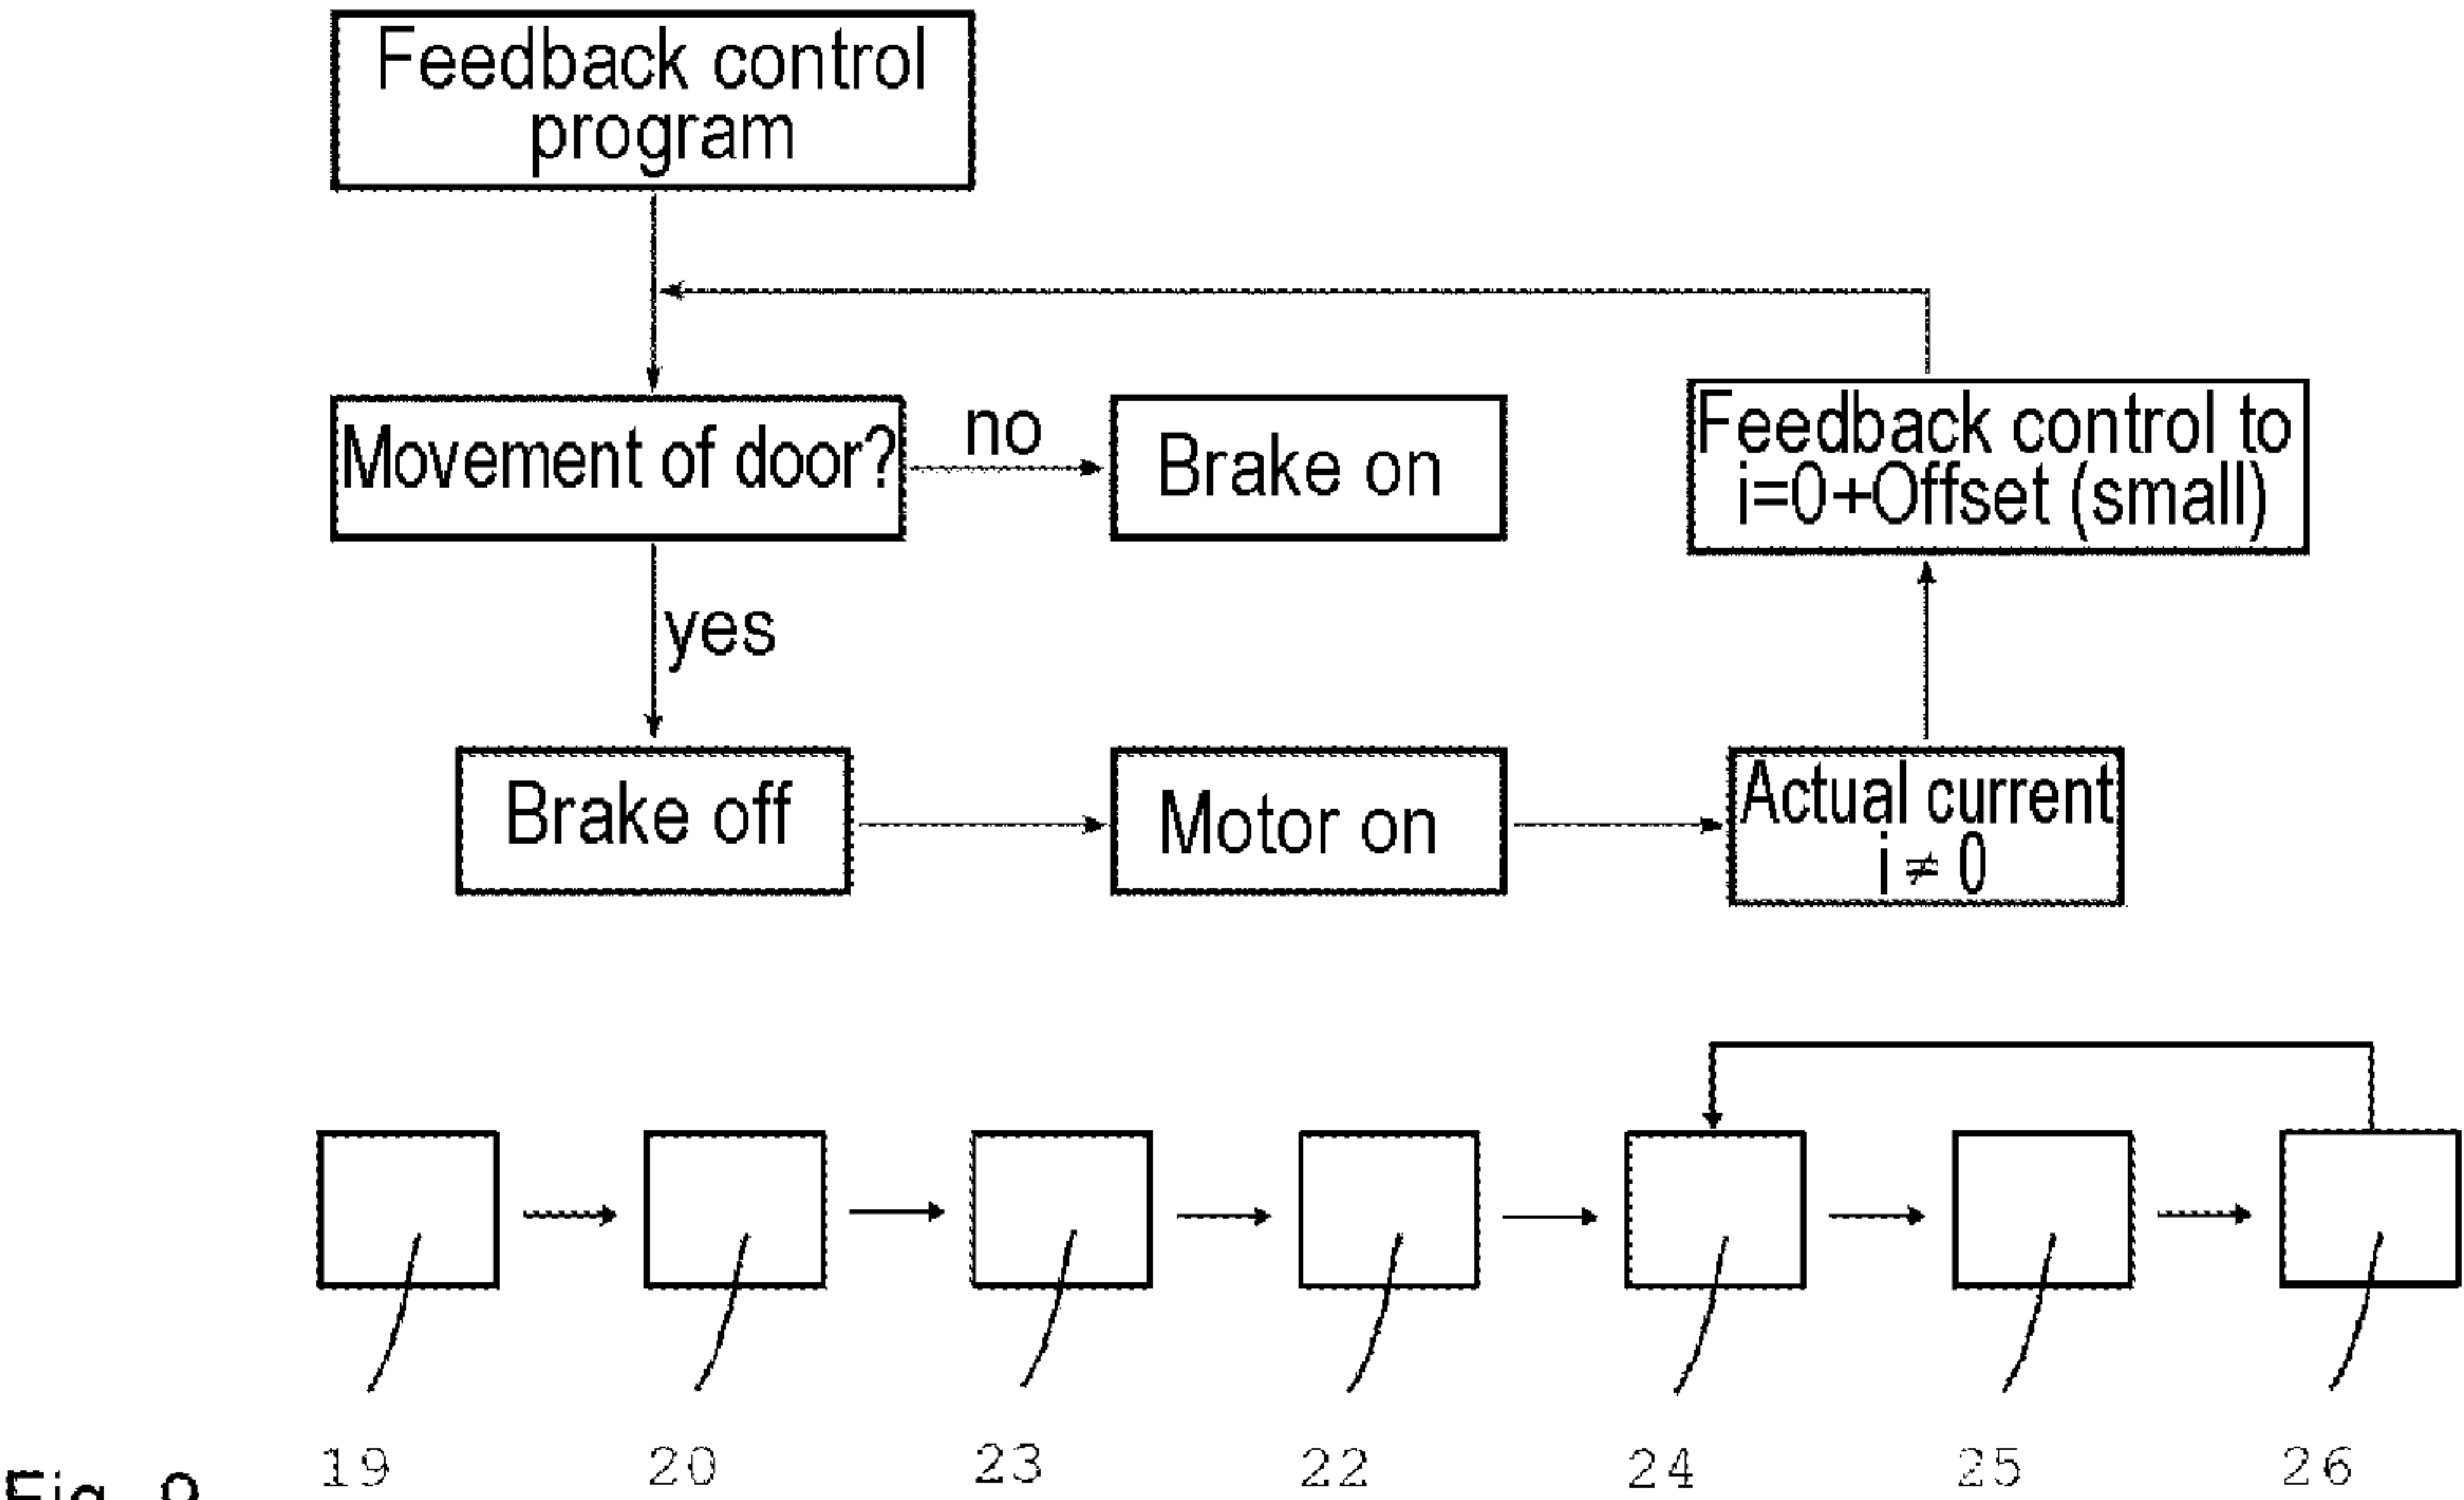 Feedback control
program
Movement of door?
no
Brake on
Feedback control to
i=0+Offset (small)
yes
Brake off
Motor on
Actual current
i ≠ 0
19
20
23
22
24
25
26
Fig.